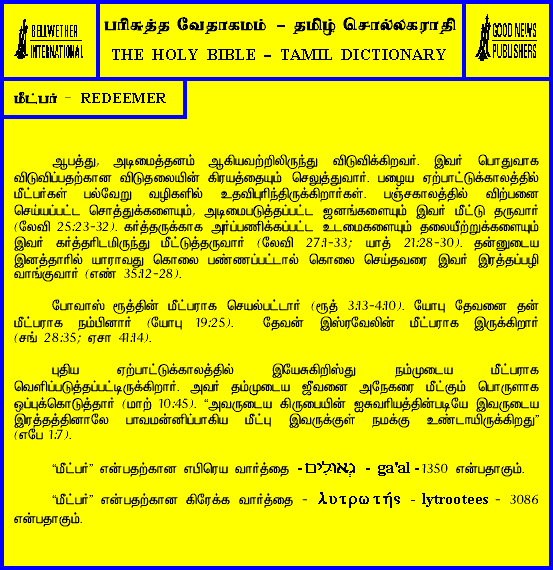 BELLWETHER
INTERNATIONAL
பரிசுத்த வேதாகமம் - தமிழ் சொல்லகராதி
THE HOLY BIBLE - TAMIL DICTIONARY
GOOD NEWS
PUBLISHERS
மீட்பர் - REDEEMER
ஆபத்து, அடிமைத்தனம் ஆகியவற்றிலிருந்து விடுவிக்கிறவர். இவர் பொதுவாக
விடுவிப்பதற்கான விடுதலையின் கிரயத்தையும் செலுத்துவார். பழைய ஏற்பாட்டுக்காலத்தில்
மீட்பர்கள் பல்வேறு வழிகளில் உதவிபுரிந்திருக்கிறார்கள். பஞ்சகாலத்தில் விற்பனை
செய்யப்பட்ட சொத்துக்களையும், அடிமைபடுத்தப்பட்ட ஜனங்களையும் இவர் மீட்டு தருவார்
(லேவி 25:23-32). கர்த்தருக்காக அர்ப்பணிக்கப்பட்ட உடமைகளையும் தலையீற்றுக்களையும்
இவர் கர்த்தரிடமிருந்து மீட்டுத்தருவார் (லேவி 27:1-33; யாத் 21:28-30). தன்னுடைய
இனத்தாரில் யாராவது கொலை பண்ணப்பட்டால் கொலை செய்தவரை இவர் இரத்தப்பழி
வாங்குவார் (எண் 35:12-28).
போவாஸ் ரூத்தின் மீட்பராக செயல்பட்டார் (ரூத் 3:13-4:10). யோபு தேவனை தன்
மீட்பராக நம்பினார் (யோபு 19:25). தேவன் இஸ்ரவேலின் மீட்பராக இருக்கிறார்
(சங் 28:35; ஏசா 41:14).
புதிய ஏற்பாட்டுக்காலத்தில் இயேசுகிறிஸ்து நம்முடைய மீட்பராக
வெளிப்படுத்தப்பட்டிருக்கிறார். அவர் தம்முடைய ஜீவனை அநேகரை மீட்கும் பொருளாக
ஒப்புக்கொடுத்தார் (மாற் 10:45). “அவருடைய கிருபையின் ஐசுவரியத்தின்படியே இவருடைய
இரத்தத்தினாலே பாவமன்னிப்பாகிய மீட்பு இவருக்குள் நமக்கு உண்டாயிருக்கிறது”
(எபே 1:7).
“மீட்பர்” என்பதற்கான எபிரெய வார்த்தை - גְּאוּלִים - ga'al -1350 என்பதாகும்.
“மீட்பர்” என்பதற்கான கிரேக்க வார்த்தை - λυτρωτής - lytrootees - 3086
என்பதாகும்.